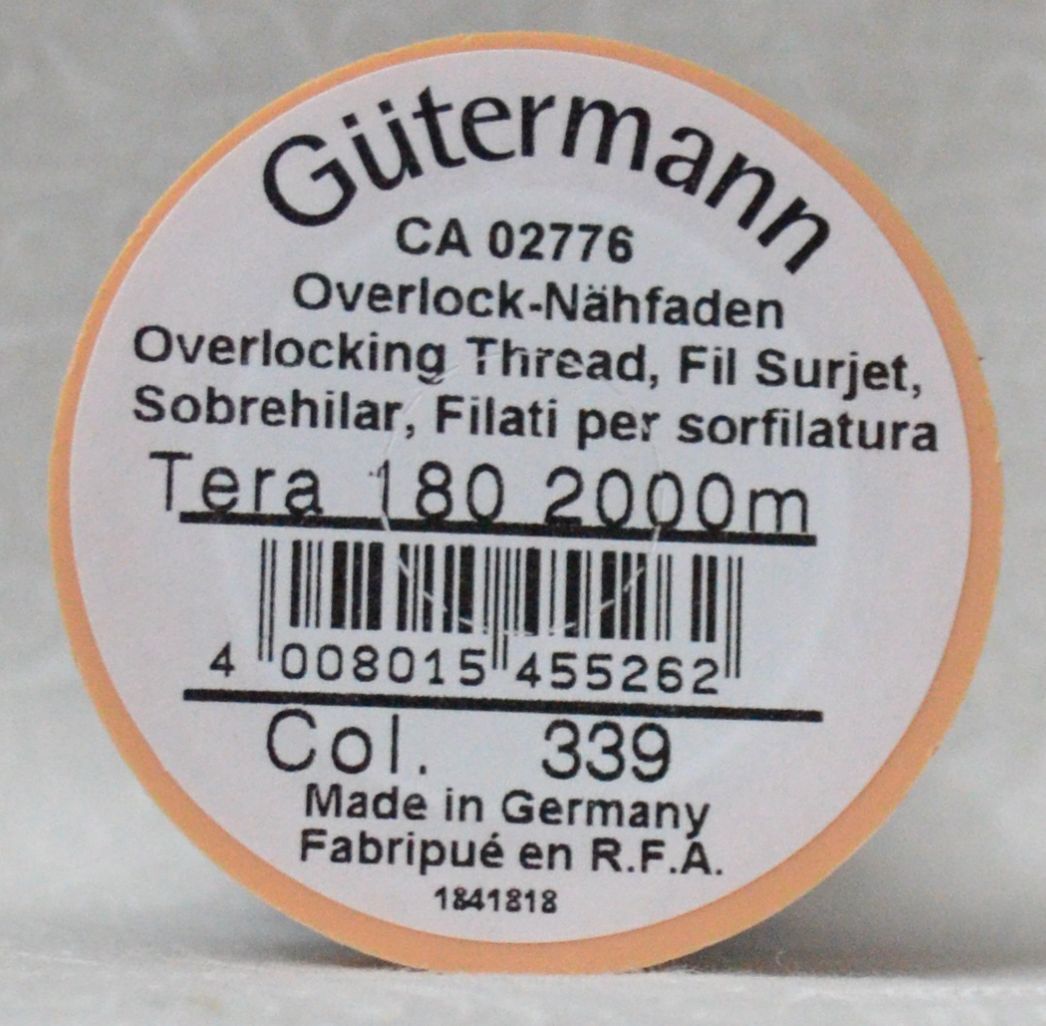 Gütermann
CA 02776
Overlock-Nähfaden
Overlocking Thread, Fil Surjet,
Sobrehilar, Filati per sorfilatura
Tera 180 2000m
4 008015 455262
Col. 339
Made in Germany
Fabripué en R.F.A.
1841818